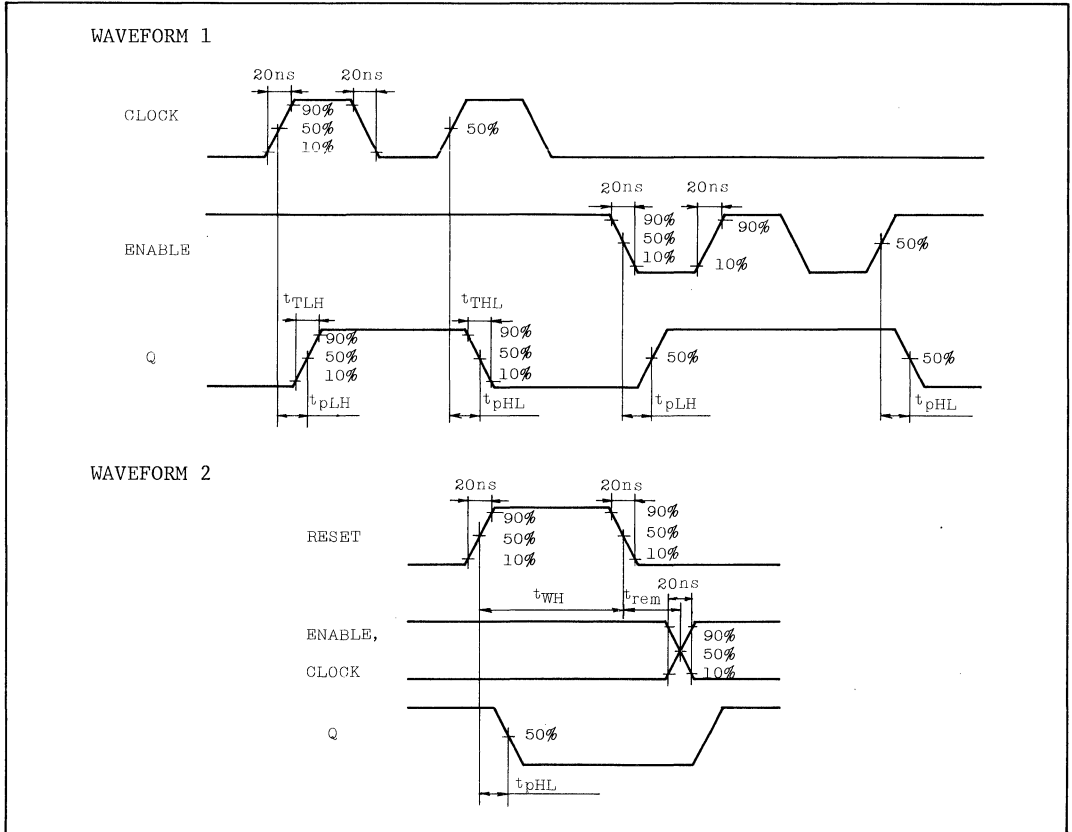 WAVEFORM 1
20ns 20ns
CLOCK
90%
50%
10%
50%
20ns 20ns
ENABLE
90%
50%
10%
90%
10%
50%
tTLH
tTHL
Q
90%
50%
10%
90%
50%
10%
50%
50%
tpLH
tpHL
tpLH
tpHL
WAVEFORM 2
20ns 20ns
RESET
90%
50%
10%
90%
50%
10%
20ns
tWH
trem
ENABLE,
CLOCK
90%
50%
10%
Q
50%
tpHL